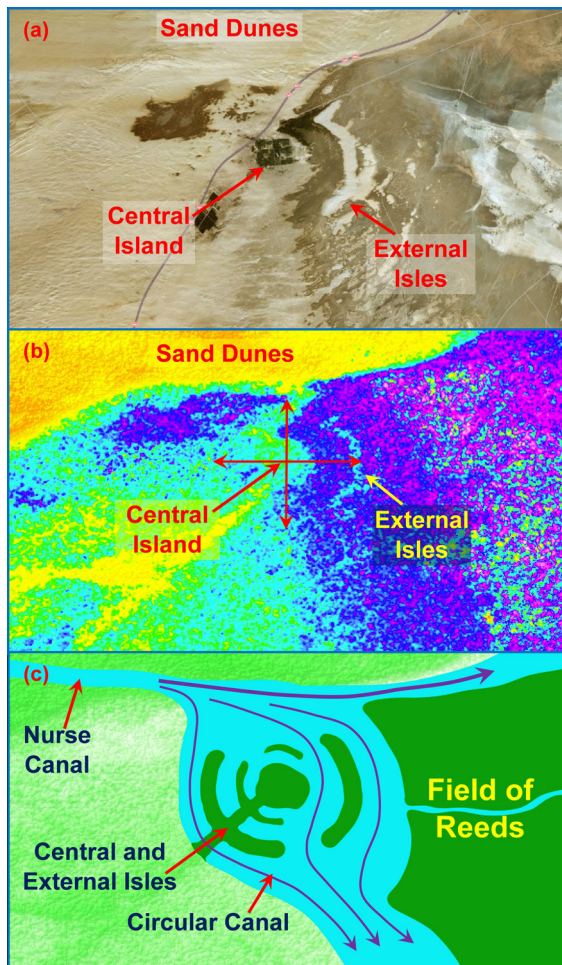 (a)
Sand Dunes
Central
Island
External
Isles
(b)
Sand Dunes
Central
Island
External
Isles
(c)
Nurse
Canal
Field of
Reeds
Central and
External Isles
Circular Canal